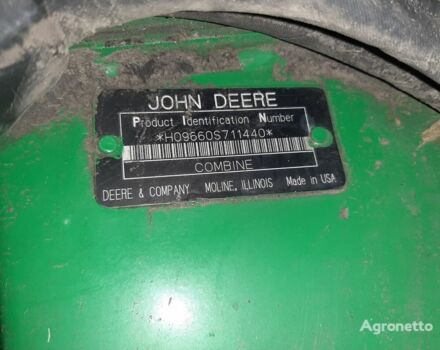 JOHN DEERE
Product Identification Number
*H09660S711440*
COMBINE
DEERE & COMPANY MOLINE, ILLINOIS Made in USA
Agronetto